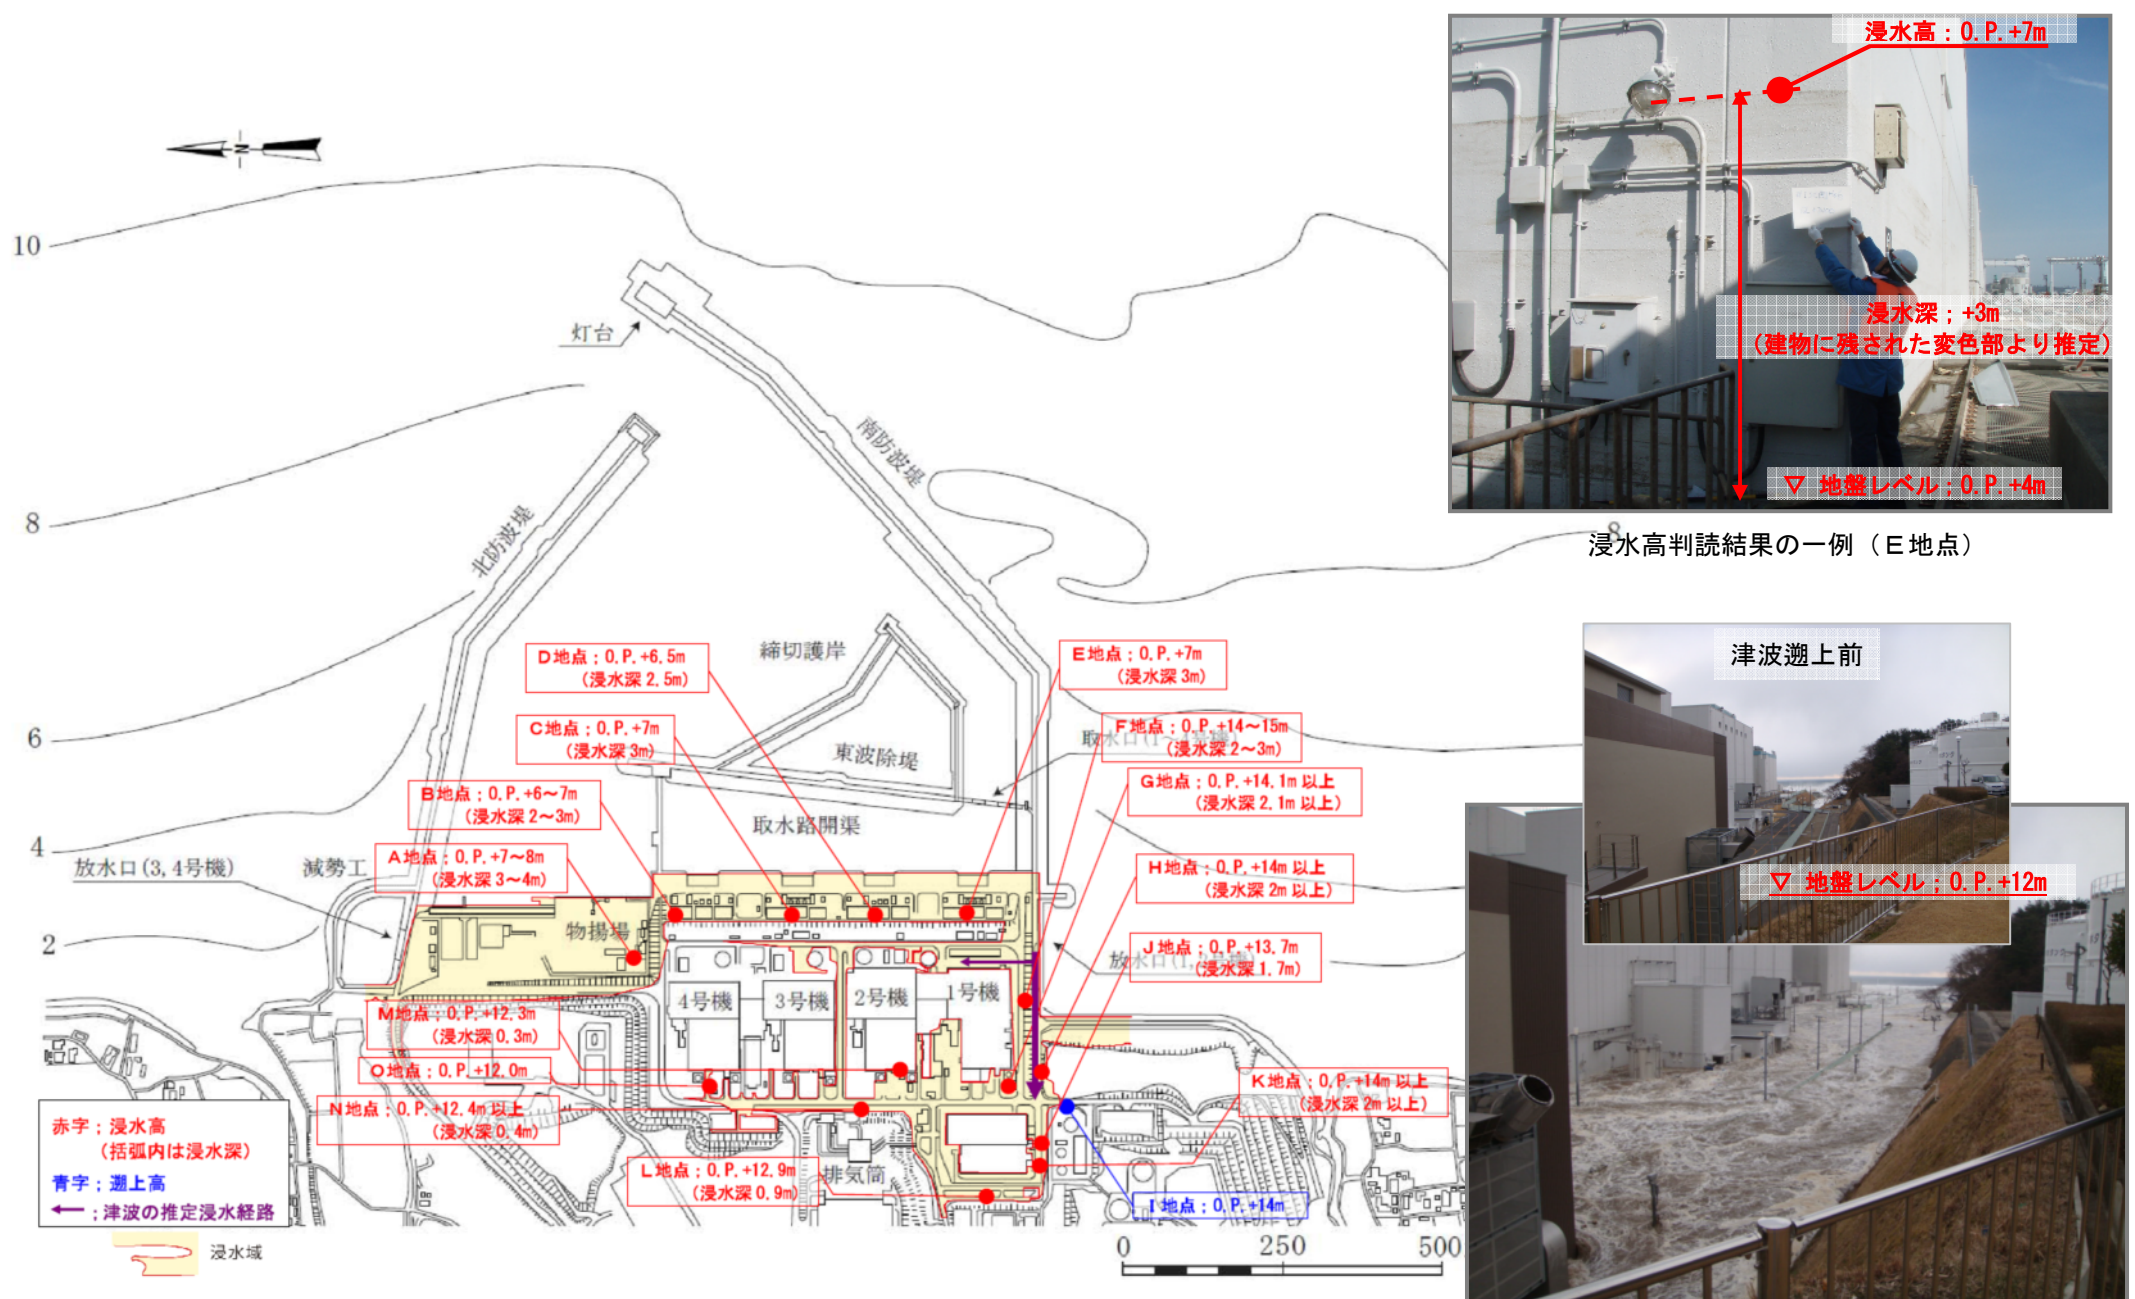 10
8
6
4
2
N
灯台
南防波堤
北防波堤
締切護岸
東波除堤
取水路開渠
取水口(1
放水口(3, 4号機)
減勢工
物揚場
放水口(1
4号機
3号機
2号機
1号機
排気筒
8
D地点；O.P.+6.5m
(浸水深 2.5m)
C地点；O.P.+7m
(浸水深 3m)
B地点；O.P.+6～7m
(浸水深 2～3m)
A地点；O.P.+7～8m
(浸水深 3～4m)
E地点；O.P.+7m
(浸水深 3m)
F地点；O.P.+14～15m
(浸水深 2～3m)
G地点；O.P.+14.1m 以上
(浸水深 2.1m 以上)
H地点；O.P.+14m 以上
(浸水深 2m 以上)
J地点；O.P.+13.7m
(浸水深 1.7m)
K地点；O.P.+14m 以上
(浸水深 2m 以上)
I地点；O.P.+14m
M地点；O.P.+12.3m
(浸水深 0.3m)
O地点；O.P.+12.0m
N地点；O.P.+12.4m 以上
(浸水深 0.4m)
L地点；O.P.+12.9m
(浸水深 0.9m)
赤字；浸水高
(括弧内は浸水深)
青字；遡上高
；津波の推定浸水経路
浸水域
0 250 500
浸水高；O.P.+7m
浸水深；+3m
（建物に残された変色部より推定）
▽ 地盤レベル；O.P.+4m
浸水高判読結果の一例（Ｅ地点）
津波遡上前
▽ 地盤レベル；O.P.+12m